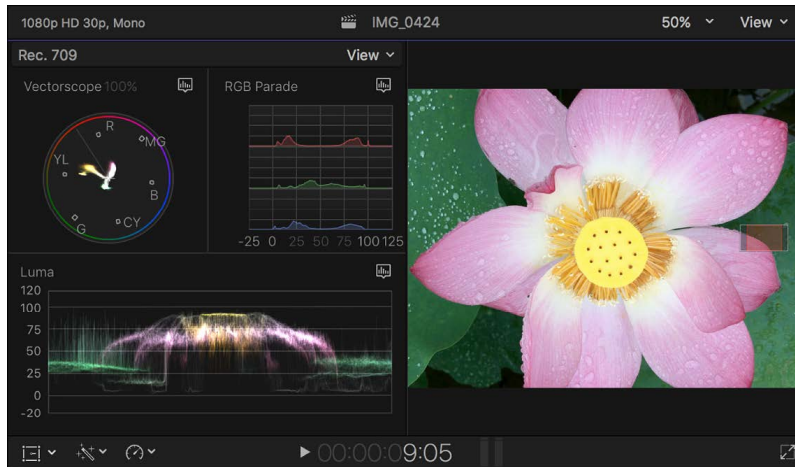 1080p HD 30p, Mono
IMG_0424
50%
View
Rec. 709
View
Vectorscope 100%
R
MG
YL
B
G
CY
RGB Parade
-25 0 25 50 75 100 125
Luma
120
100
75
50
25
0
-20
00:00:09:05